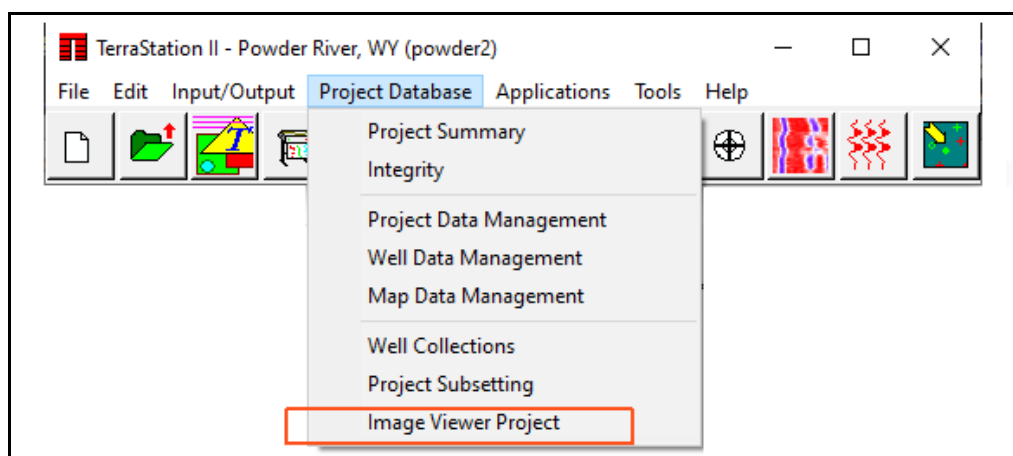 TerraStation II - Powder River, WY (powder2)
File Edit Input/Output Project Database Applications Tools Help
Project Summary
Integrity
Project Data Management
Well Data Management
Map Data Management
Well Collections
Project Subsetting
Image Viewer Project